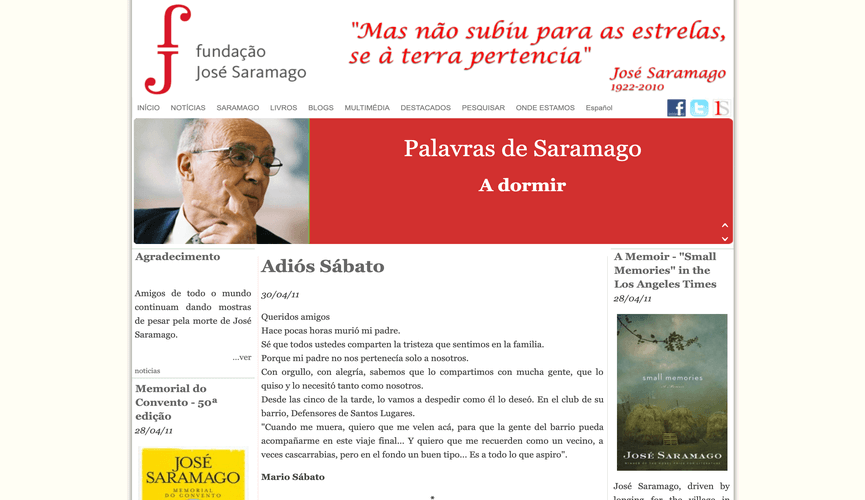 fundação
José Saramago
"Mas não subiu para as estrelas,
se à terra pertencia"
José Saramago
1922-2010
INÍCIO NOTÍCIAS SARAMAGO LIVROS BLOGS MULTIMÉDIA DESTACADOS PESQUISAR ONDE ESTAMOS Español
Palavras de Saramago
A dormir
Agradecimento
Amigos de todo o mundo
continuam dando mostras
de pesar pela morte de José
Saramago.
...ver
noticias
Memorial do
Convento - 50ª
edição
28/04/11
JOSÉ
SARAMAGO
MEMORIAL
DO CONVENTO
Adiós Sábato
30/04/11
Queridos amigos
Hace pocas horas murió mi padre.
Sé que todos ustedes comparten la tristeza que sentimos en la familia.
Porque mi padre no nos pertenecía solo a nosotros.
Con orgullo, con alegría, sabemos que lo compartimos con mucha gente, que lo
quiso y lo necesitó tanto como nosotros.
Desde las cinco de la tarde, lo vamos a despedir como él lo deseó. En el club de su
barrio, Defensores de Santos Lugares.
"Cuando me muera, quiero que me velen acá, para que la gente del barrio pueda
acompañarme en este viaje final... Y quiero que me recuerden como un vecino, a
veces cascarrabias, pero en el fondo un buen tipo... Es a todo lo que aspiro".
Mario Sábato
A Memoir - "Small
Memories" in the
Los Angeles Times
28/04/11
small memories
JOSÉ SARAMAGO
José Saramago, driven by
longing for the village in